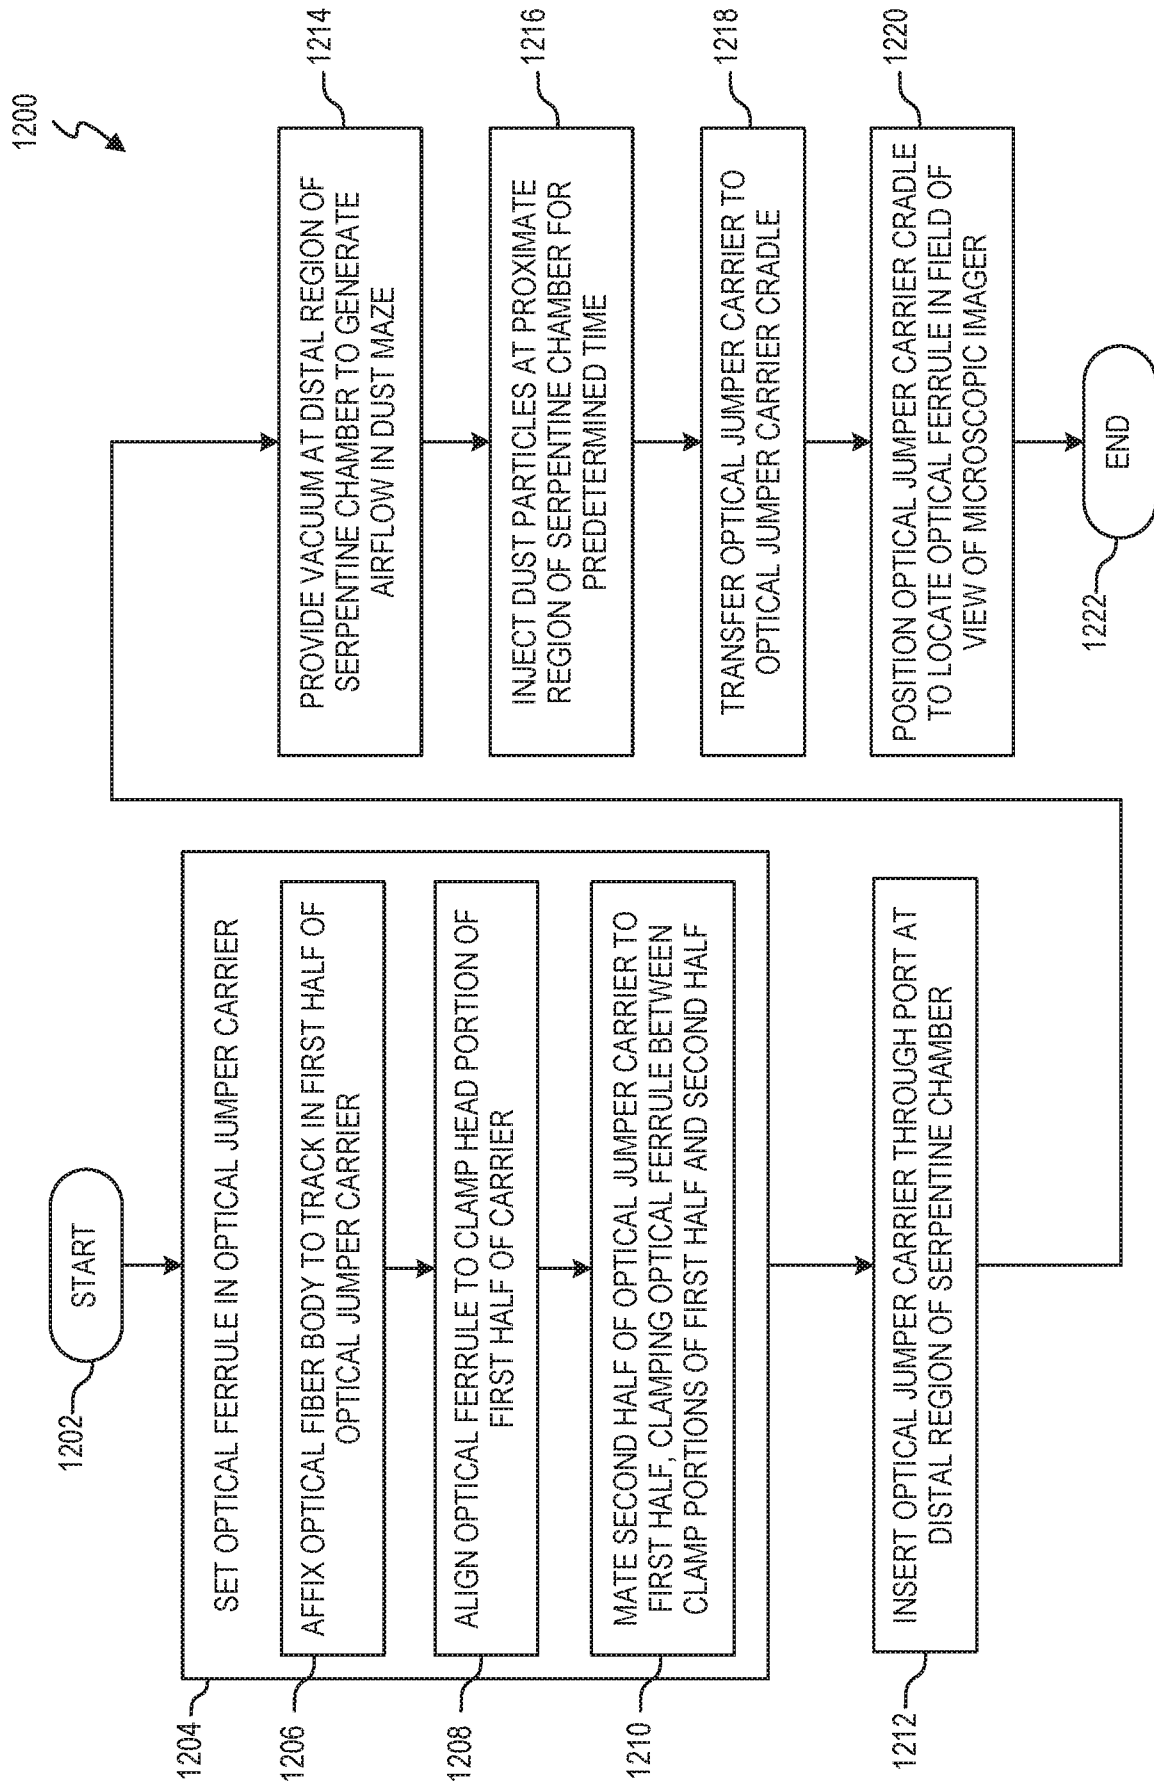 1200
START
1202
1204
SET OPTICAL FERRULE IN OPTICAL JUMPER CARRIER
AFFIX OPTICAL FIBER BODY TO TRACK IN FIRST HALF OF
OPTICAL JUMPER CARRIER
1206
ALIGN OPTICAL FERRULE TO CLAMP HEAD PORTION OF
FIRST HALF OF CARRIER
1208
MATE SECOND HALF OF OPTICAL JUMPER CARRIER TO
FIRST HALF, CLAMPING OPTICAL FERRULE BETWEEN
CLAMP PORTIONS OF FIRST HALF AND SECOND HALF
1210
INSERT OPTICAL JUMPER CARRIER THROUGH PORT AT
DISTAL REGION OF SERPENTINE CHAMBER
1212
PROVIDE VACUUM AT DISTAL REGION OF
SERPENTINE CHAMBER TO GENERATE
AIRFLOW IN DUST MAZE
1214
INJECT DUST PARTICLES AT PROXIMATE
REGION OF SERPENTINE CHAMBER FOR
PREDETERMINED TIME
1216
TRANSFER OPTICAL JUMPER CARRIER TO
OPTICAL JUMPER CARRIER CRADLE
1218
POSITION OPTICAL JUMPER CARRIER CRADLE
TO LOCATE OPTICAL FERRULE IN FIELD OF
VIEW OF MICROSCOPIC IMAGER
1220
END
1222